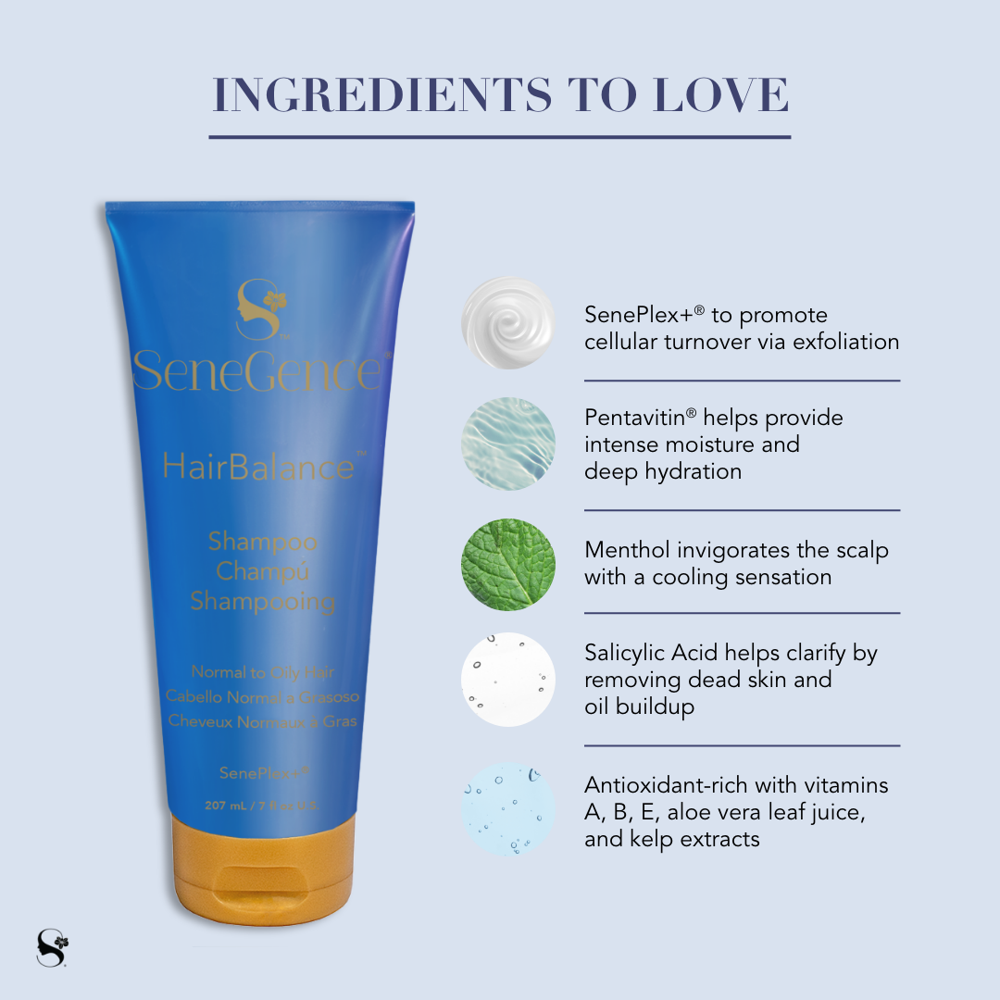 INGREDIENTS TO LOVE
SeneGence®
HairBalance™
Shampoo
Champú
Shampooing
Normal to Oily Hair
Cabello Normal a Grasoso
Cheveux Normaux à Gras
SenePlex+®
207 mL / 7 fl oz U.S.
SenePlex+® to promote
cellular turnover via exfoliation
Pentavitin® helps provide
intense moisture and
deep hydration
Menthol invigorates the scalp
with a cooling sensation
Salicylic Acid helps clarify by
removing dead skin and
oil buildup
Antioxidant-rich with vitamins
A, B, E, aloe vera leaf juice,
and kelp extracts